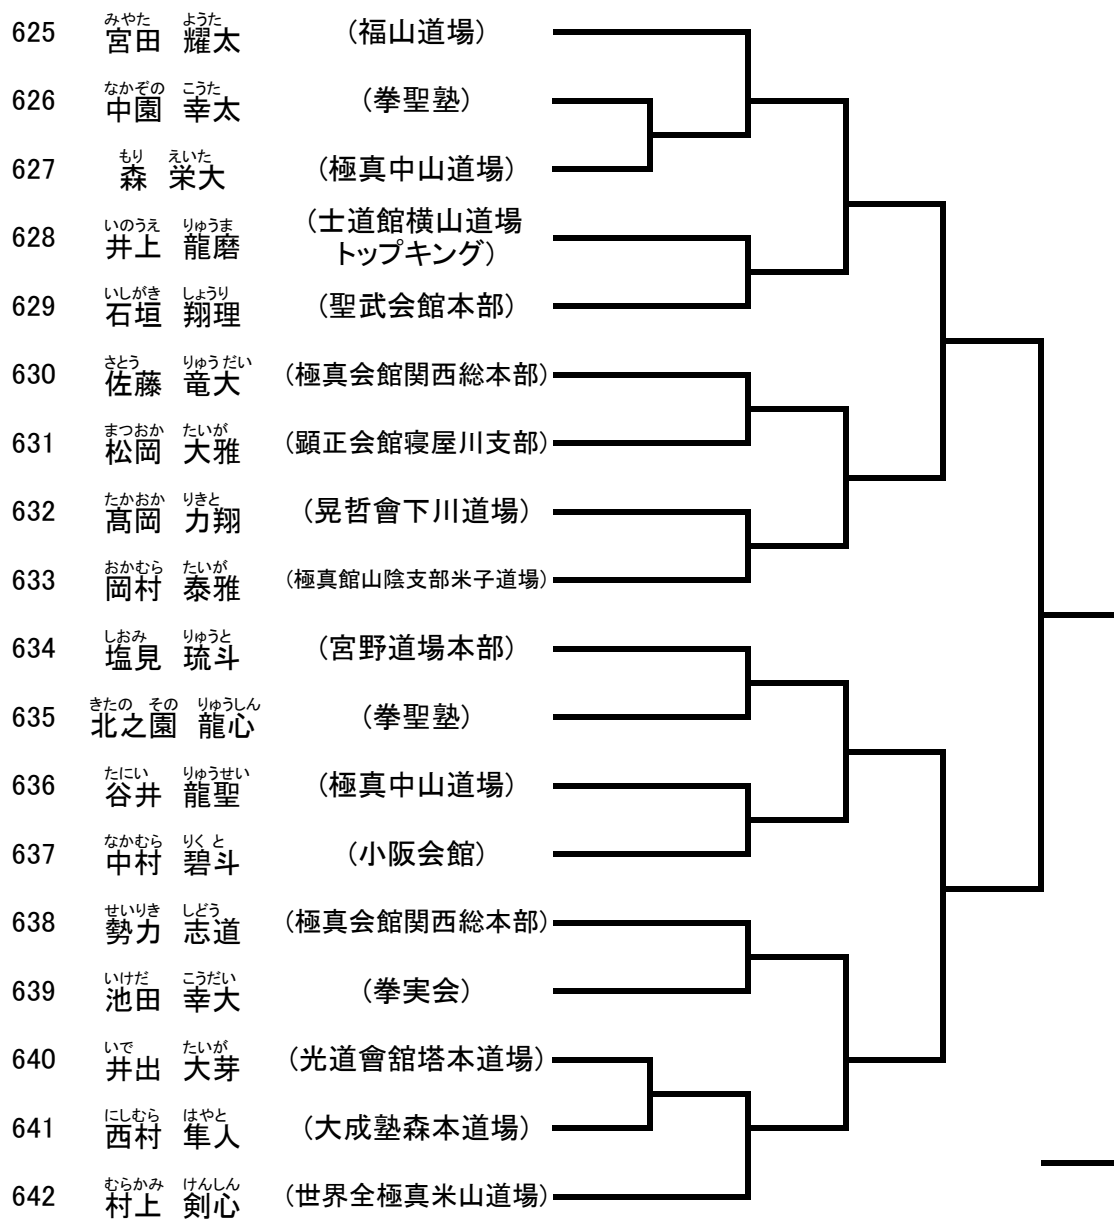 みやた ようた
625 宮田 耀太 (福山道場)
なかぞの こうた
626 中園 幸太 (拳聖塾)
もり えいた
627 森 栄大 (極真中山道場)
いのうえ りゅうま
628 井上 龍磨 (士道館横山道場
トップキング)
いしがき しょうり
629 石垣 翔理 (聖武会館本部)
さとう りゅうだい
630 佐藤 竜大 (極真会館関西総本部)
まつおか たいが
631 松岡 大雅 (顕正会館寝屋川支部)
たかおか りきと
632 髙岡 力翔 (晃哲會下川道場)
おかむら たいが
633 岡村 泰雅 (極真館山陰支部米子道場)
しおみ りゅうと
634 塩見 琉斗 (宮野道場本部)
きたの その りゅうしん
635 北之園 龍心 (拳聖塾)
たにい りゅうせい
636 谷井 龍聖 (極真中山道場)
なかむら りく と
637 中村 碧斗 (小阪会館)
せいりき しどう
638 勢力 志道 (極真会館関西総本部)
いけだ こうだい
639 池田 幸大 (拳実会)
いで たいが
640 井出 大芽 (光道會舘塔本道場)
にしむら はやと
641 西村 隼人 (大成塾森本道場)
むらかみ けんしん
642 村上 剣心 (世界全極真米山道場)